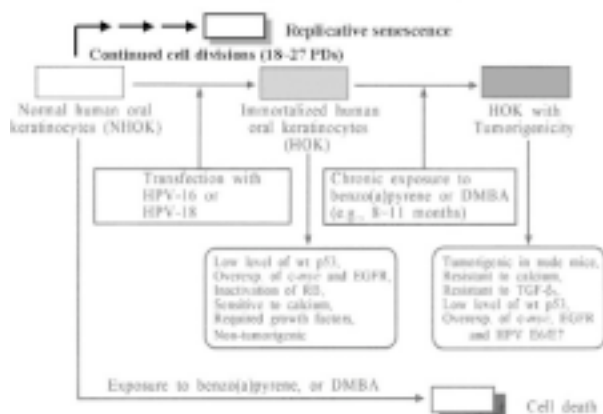 Replicative senescence
Continued cell divisions (18–27 PDs)
Normal human oral
keratinocytes (NHOK)
Immortalized human
oral keratinocytes
(HOK)
HOK with
Tumorigenicity
Transfection with
HPV-16 or
HPV-18
Chronic exposure to
benzo(a)pyrene or DMBA
(e.g., 8–11 months)
Low level of wt p53,
Overexp. of c-myc and EGFR,
Inactivation of RB,
Sensitive to calcium,
Required growth factors,
Non-tumorigenic
Tumorigenic in nude mice,
Resistant to calcium,
Resistant to
Low level of wt p53,
Overexp. of c-myc, EGFR
and HPV E6/E7
Exposure to benzo(a)pyrene, or DMBA
Cell death